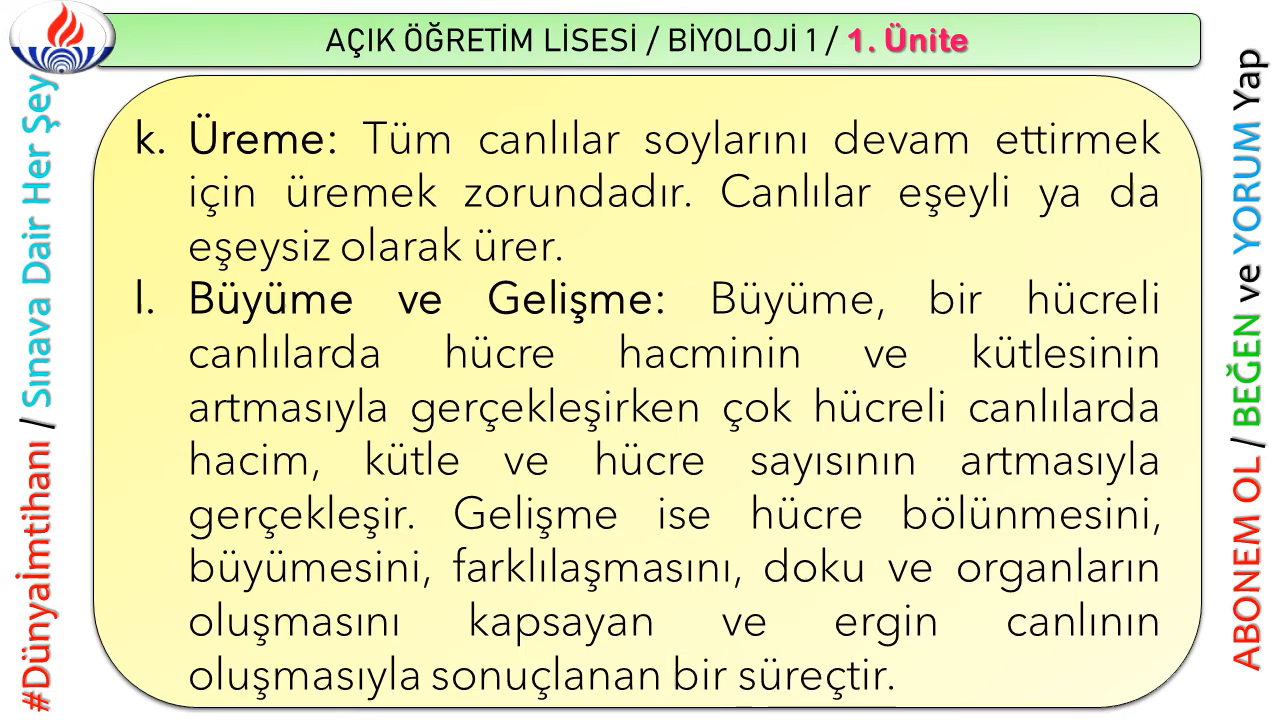 AÇIK ÖĞRETİM LİSESİ / BİYOLOJİ 1 / 1. Ünite
#Dünyaİmtihanı / Sınava Dair Her Şey
k. Üreme: Tüm canlılar soylarını devam ettirmek
için üremek zorundadır. Canlılar eşeyli ya da
eşeysiz olarak ürer.
l. Büyüme ve Gelişme: Büyüme, bir hücreli
canlılarda hücre hacminin ve kütlesinin
artmasıyla gerçekleşirken çok hücreli canlılarda
hacim, kütle ve hücre sayısının artmasıyla
gerçekleşir. Gelişme ise hücre bölünmesini,
büyümesini, farklılaşmasını, doku ve organların
oluşmasını kapsayan ve ergin canlının
oluşmasıyla sonuçlanan bir süreçtir.
ABONEM OL / BEĞEN ve YORUM Yap